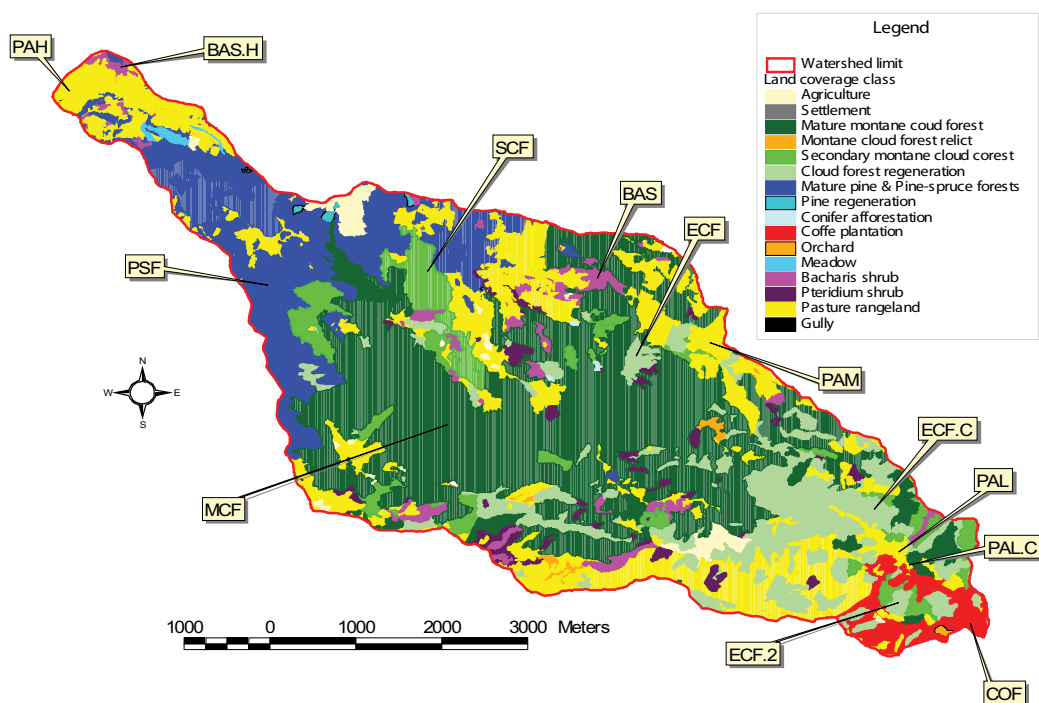 PAH
BAS.H
SCF
BAS
ECF
PSF
PAM
ECF.C
PAL
PAL.C
MCF
ECF.2
COF
N
W
E
S
1000 0 1000 2000 3000 Meters
Legend
Watershed limit
Land coverage class
Agriculture
Settlement
Mature montane coud forest
Montane cloud forest relict
Secondary montane cloud corest
Cloud forest regeneration
Mature pine & Pine-spruce forests
Pine regeneration
Conifer afforestation
Coffe plantation
Orchard
Meadow
Bacharis shrub
Pteridium shrub
Pasture rangeland
Gully